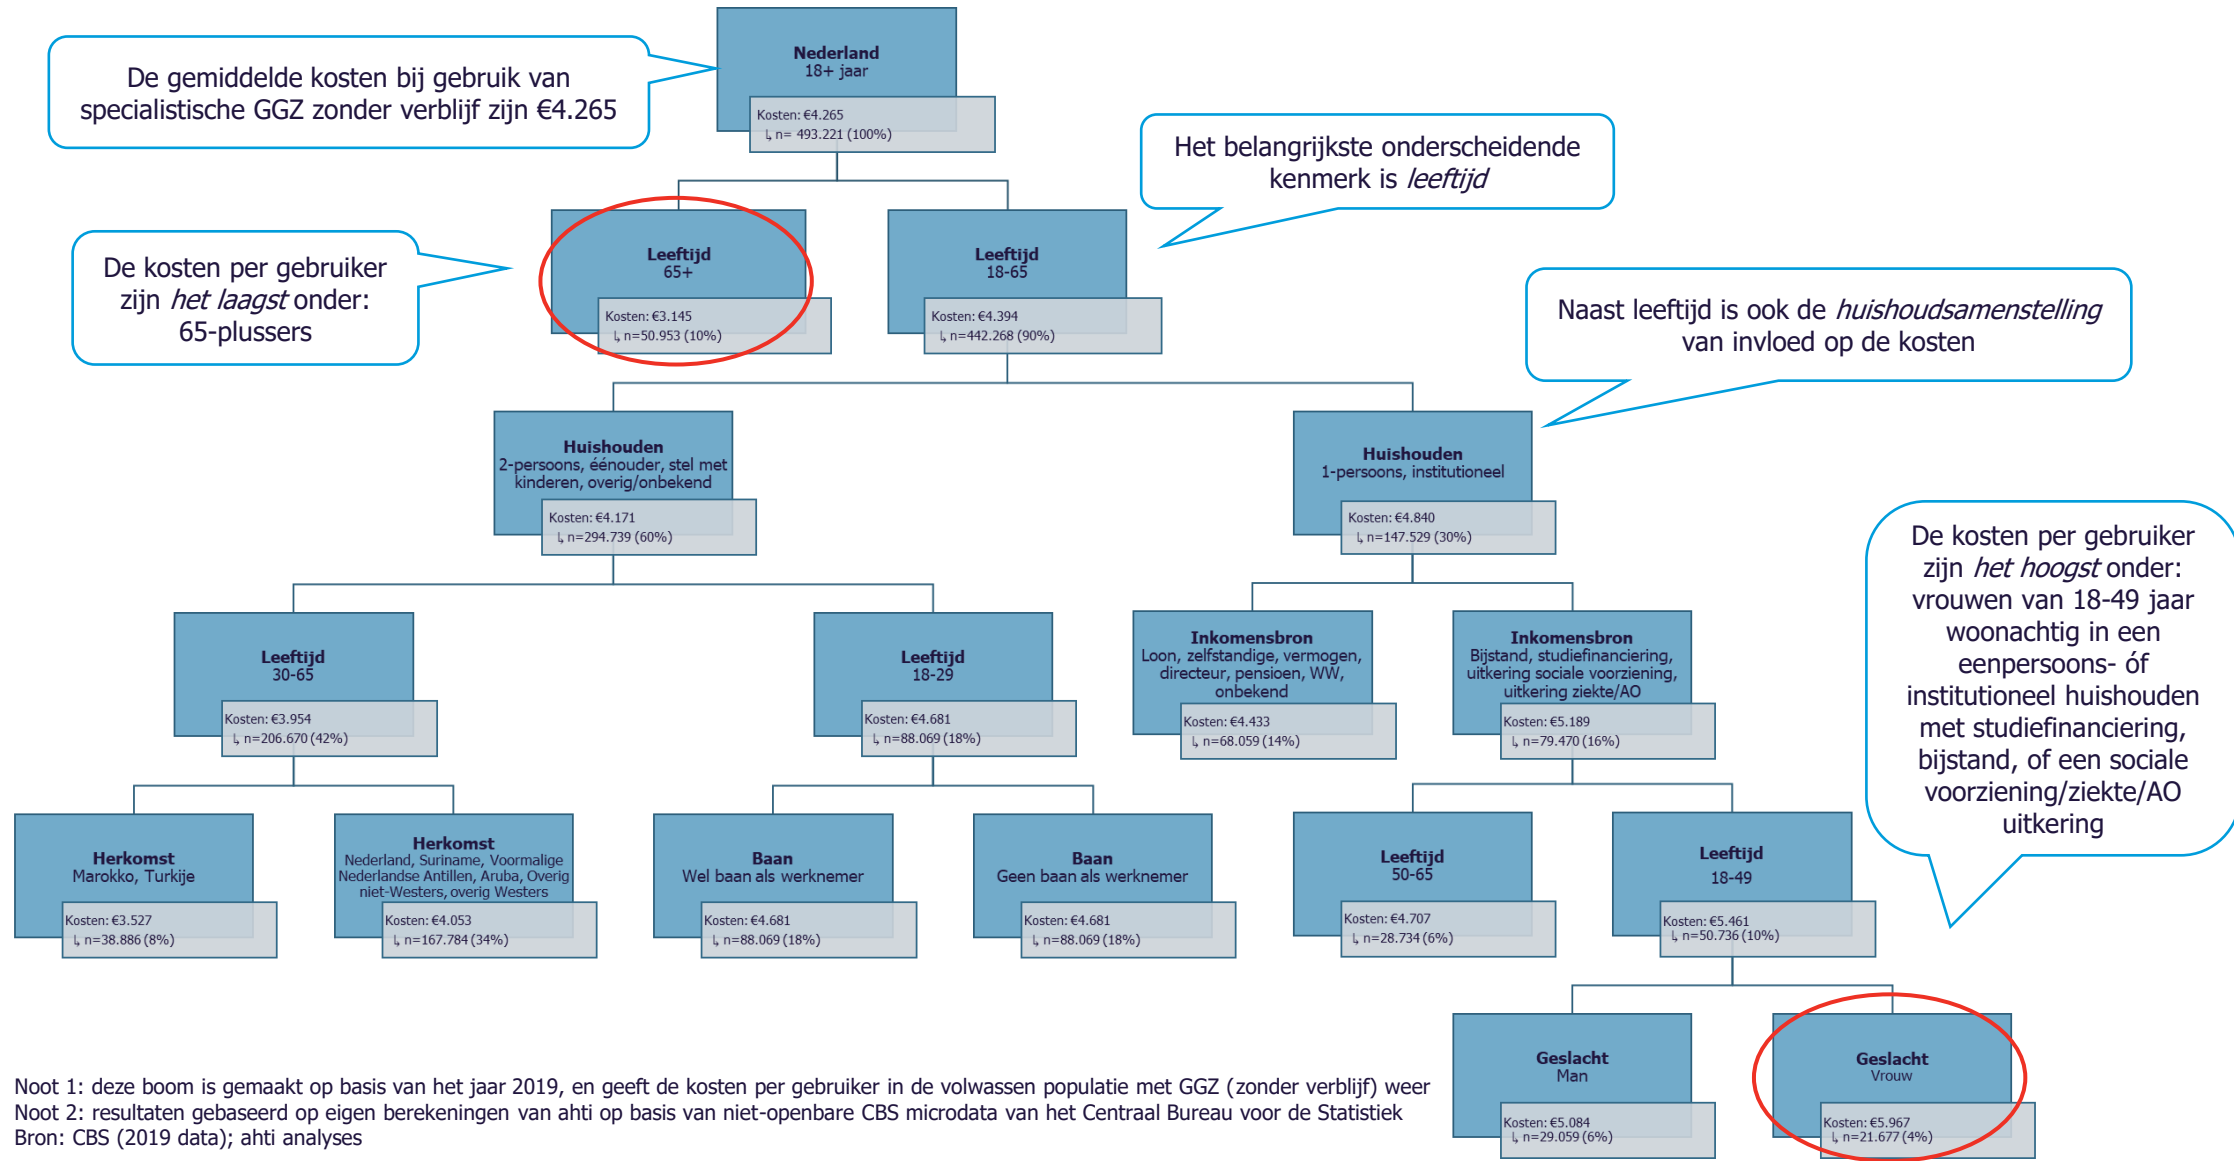 Nederland
18+ jaar
Kosten: €4.265
↳ n= 493.221 (100%)
De gemiddelde kosten bij gebruik van
specialistische GGZ zonder verblijf zijn €4.265
Het belangrijkste onderscheidende
kenmerk is leeftijd
De kosten per gebruiker
zijn het laagst onder:
65-plussers
Leeftijd
65+
Kosten: €3.145
↳ n=50.953 (10%)
Leeftijd
18-65
Kosten: €4.394
↳ n=442.268 (90%)
Naast leeftijd is ook de huishoudsamenstelling
van invloed op de kosten
Huishouden
2-persoons, éénouder, stel met
kinderen, overig/onbekend
Kosten: €4.171
↳ n=294.739 (60%)
Huishouden
1-persoons, institutioneel
Kosten: €4.840
↳ n=147.529 (30%)
De kosten per gebruiker
zijn het hoogst onder:
vrouwen van 18-49 jaar
woonachtig in een
eenpersoons- óf
institutioneel huishouden
met studiefinanciering,
bijstand, of een sociale
voorziening/ziekte/AO
uitkering
Leeftijd
30-65
Kosten: €3.954
↳ n=206.670 (42%)
Leeftijd
18-29
Kosten: €4.681
↳ n=88.069 (18%)
Inkomensbron
Loon, zelfstandige, vermogen,
directeur, pensioen, WW,
onbekend
Kosten: €4.433
↳ n=68.059 (14%)
Inkomensbron
Bijstand, studiefinanciering,
uitkering sociale voorziening,
uitkering ziekte/AO
Kosten: €5.189
↳ n=79.470 (16%)
Herkomst
Marokko, Turkije
Kosten: €3.527
↳ n=38.886 (8%)
Herkomst
Nederland, Suriname, Voormalige
Nederlandse Antillen, Aruba, Overig
niet-Westers, overig Westers
Kosten: €4.053
↳ n=167.784 (34%)
Baan
Wel baan als werknemer
Kosten: €4.681
↳ n=88.069 (18%)
Baan
Geen baan als werknemer
Kosten: €4.681
↳ n=88.069 (18%)
Leeftijd
50-65
Kosten: €4.707
↳ n=28.734 (6%)
Leeftijd
18-49
Kosten: €5.461
↳ n=50.736 (10%)
Geslacht
Man
Kosten: €5.084
↳ n=29.059 (6%)
Geslacht
Vrouw
Kosten: €5.967
↳ n=21.677 (4%)
Noot 1: deze boom is gemaakt op basis van het jaar 2019, en geeft de kosten per gebruiker in de volwassen populatie met GGZ (zonder verblijf) weer
Noot 2: resultaten gebaseerd op eigen berekeningen van ahti op basis van niet-openbare CBS microdata van het Centraal Bureau voor de Statistiek
Bron: CBS (2019 data); ahti analyses